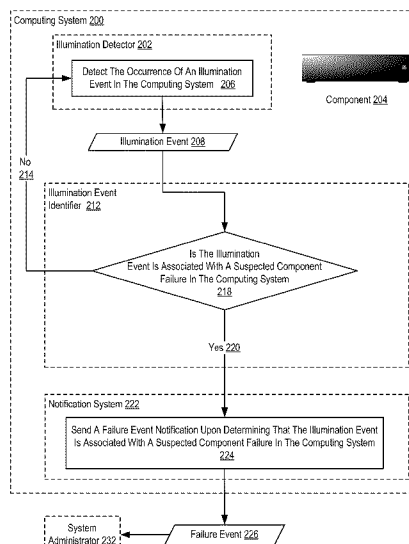 Computing System 200
Illumination Detector 202
Detect The Occurrence Of An Illumination
Event In The Computing System
206
Component 204
Illumination Event 208
No
214
Illumination Event
Identifier 212
Is The Illumination
Event Is Associated With A Suspected Component
Failure In The Computing System
218
Yes 220
Notification System 222
Send A Failure Event Notification Upon Determining That The Illumination Event
Is Associated With A Suspected Component Failure In The Computing System
224
System
Administrator 232
Failure Event 226